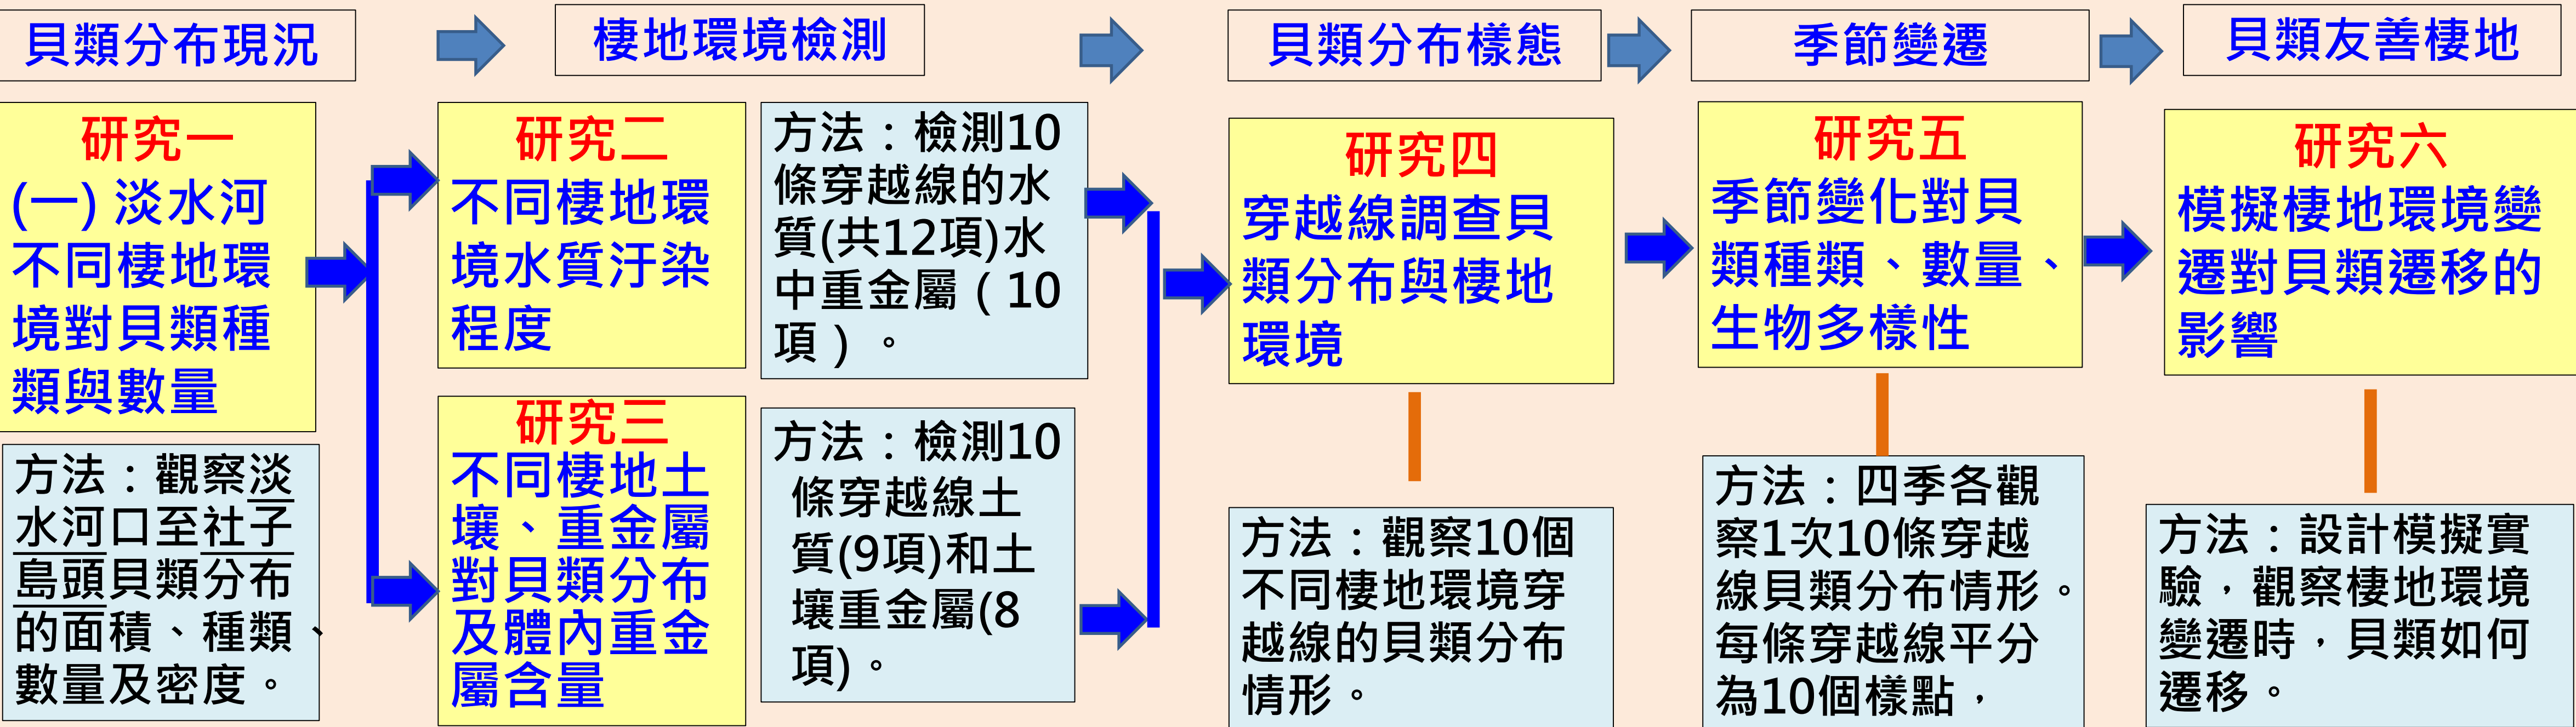 貝類分布現況
棲地環境檢測
貝類分布樣態
季節變遷
貝類友善棲地
研究一
(一) 淡水河
不同棲地環
境對貝類種
類與數量
方法：觀察淡
水河口至社子
島頭貝類分布
的面積、種類、
數量及密度。
研究二
不同棲地環
境水質汙染
程度
方法：檢測10
條穿越線的水
質(共12項)水
中重金屬（10
項）。
研究三
不同棲地土
壤、重金屬
對貝類分布
及體內重金
屬含量
方法：檢測10
條穿越線土
質(9項)和土
壤重金屬(8
項)。
研究四
穿越線調查貝
類分布與棲地
環境
方法：觀察10個
不同棲地環境穿
越線的貝類分布
情形。
研究五
季節變化對貝
類種類、數量、
生物多樣性
方法：四季各觀
察1次10條穿越
線貝類分布情形。
每條穿越線平分
為10個樣點，
研究六
模擬棲地環境變
遷對貝類遷移的
影響
方法：設計模擬實
驗，觀察棲地環境
變遷時，貝類如何
遷移。